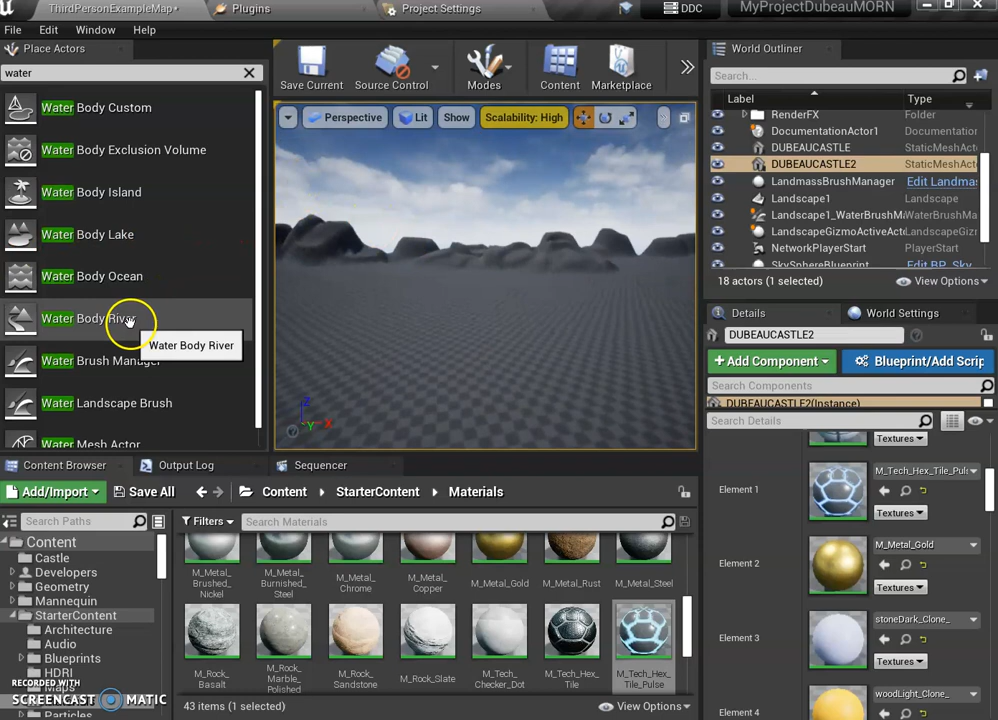 ThirdPersonExampleMap•
Plugins
Project Settings
DDC
MyProjectDubeauMORN
File Edit Window Help
Place Actors
water
Water Body Custom
Water Body Exclusion Volume
Water Body Island
Water Body Lake
Water Body Ocean
Water Body River
Water Body River
Water Brush Manager
Water Landscape Brush
Water Mesh Actor
Save Current
Source Control
Modes
Content
Marketplace
Perspective
Lit
Show
Scalability: High
Z
Y
X
World Outliner
Search...
Label Type
RenderFX Folder
DocumentationActor1 Documentation
DUBEAUCASTLE StaticMeshAct
DUBEAUCASTLE2 StaticMeshAct
LandmassBrushManager Edit Landma
Landscape1 Landscape
Landscape1_WaterBrushM WaterBrushMa
LandscapeGizmoActiveAct LandscapeGiz
NetworkPlayerStart PlayerStart
SkySphereBlueprint Edit BP_Sky
18 actors (1 selected)
View Options
Details
World Settings
DUBEAUCASTLE2
+ Add Component
Blueprint/Add Scrip
Search Components
DUBEAUCASTLE2(Instance)
Search Details
Textures
Element 1
M_Tech_Hex_Tile_Puls
Textures
Element 2
M_Metal_Gold
Textures
Element 3
stoneDark_Clone_
Textures
Element 4
woodLight_Clone_
Content Browser
Output Log
Sequencer
Add/Import
Save All
Content
StarterContent
Materials
Search Paths
Filters
Search Materials
Content
Castle
Developers
Geometry
Mannequin
StarterContent
Architecture
Audio
Blueprints
HDRI
Maps
Particles
M_Metal_
Brushed_
Nickel
M_Metal_
Burnished_
Steel
M_Metal_
Chrome
M_Metal_
Copper
M_Metal_Gold
M_Metal_Rust
M_Metal_Steel
M_Rock_
Basalt
M_Rock_
Marble_
Polished
M_Rock_
Sandstone
M_Rock_Slate
M_Tech_
Checker_Dot
M_Tech_Hex_
Tile
M_Tech_Hex_
Tile_Pulse
43 items (1 selected)
View Options
RECORDED WITH
SCREENCAST MATIC